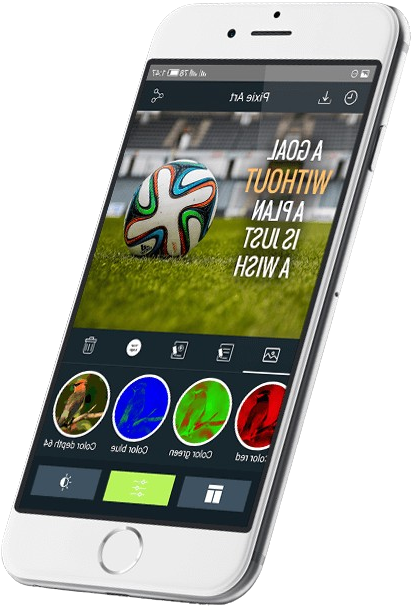 78 1:47
Pixie Art
A GOAL
WITHOUT
A PLAN
IS JUST
A WISH
Color red
Color green
Color blue
Color depth 64